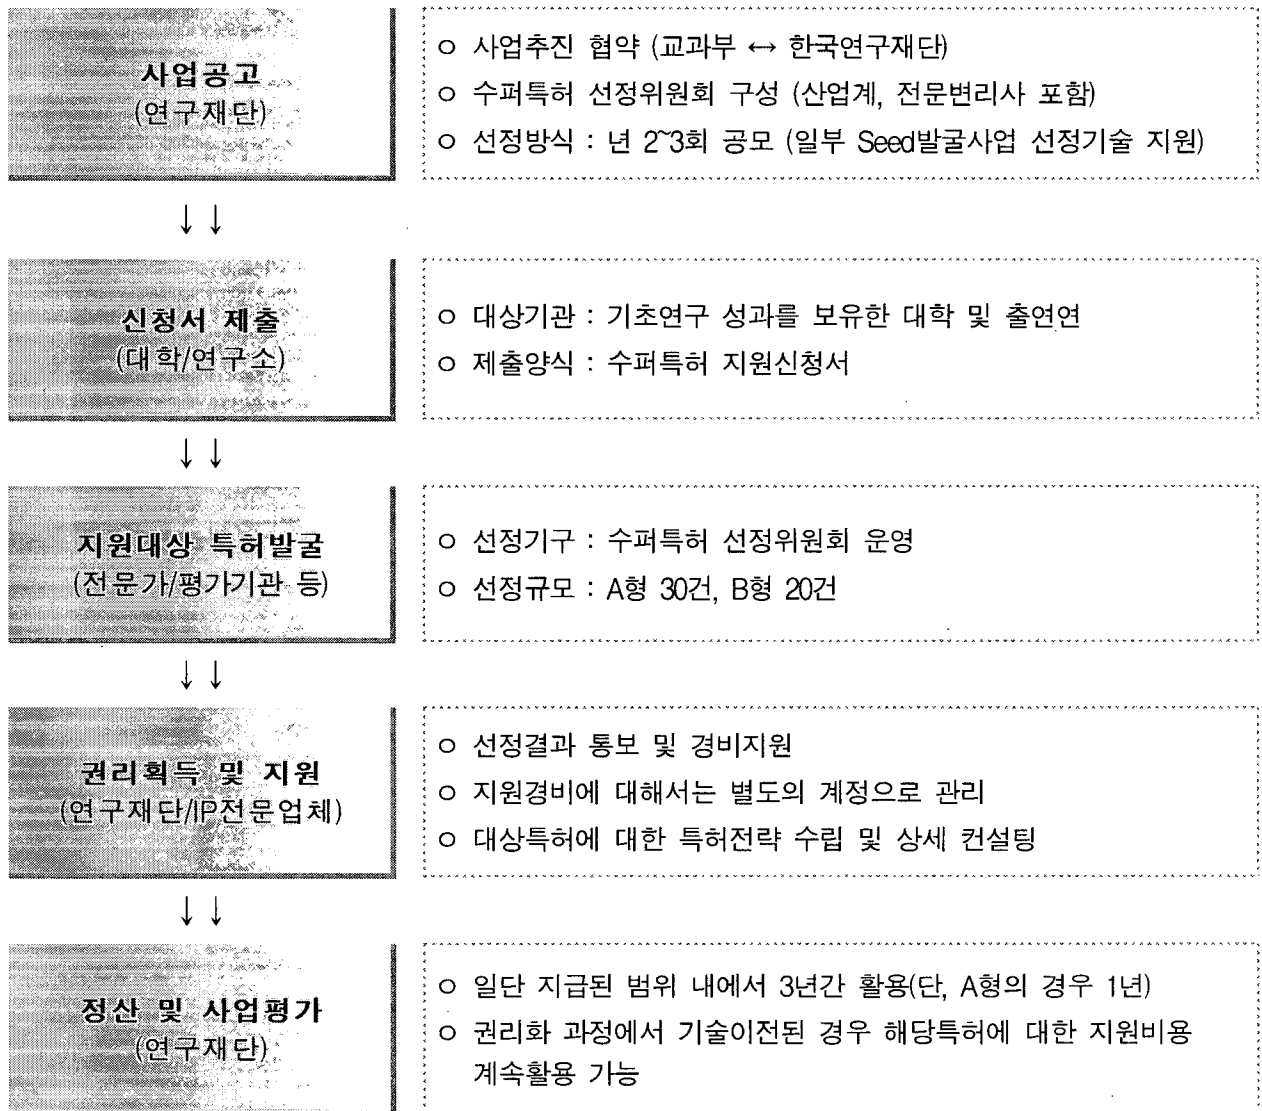 사업공고
(연구재단)
o 사업추진 협약 (교과부 ↔ 한국연구재단)
o 수퍼특허 선정위원회 구성 (산업계, 전문변리사 포함)
o 선정방식 : 년 2~3회 공모 (일부 Seed발굴사업 선정기술 지원)
↓ ↓
신청서 제출
(대학/연구소)
o 대상기관 : 기초연구 성과를 보유한 대학 및 출연연
o 제출양식 : 수퍼특허 지원신청서
↓ ↓
지원대상 특허발굴
(전문가/평가기관 등)
o 선정기구 : 수퍼특허 선정위원회 운영
o 선정규모 : A형 30건, B형 20건
↓ ↓
권리획득 및 지원
(연구재단/IP전문업체)
o 선정결과 통보 및 경비지원
o 지원경비에 대해서는 별도의 계정으로 관리
o 대상특허에 대한 특허전략 수립 및 상세 컨설팅
↓ ↓
정산 및 사업평가
(연구재단)
o 일단 지급된 범위 내에서 3년간 활용(단, A형의 경우 1년)
o 권리화 과정에서 기술이전된 경우 해당특허에 대한 지원비용
계속활용 가능